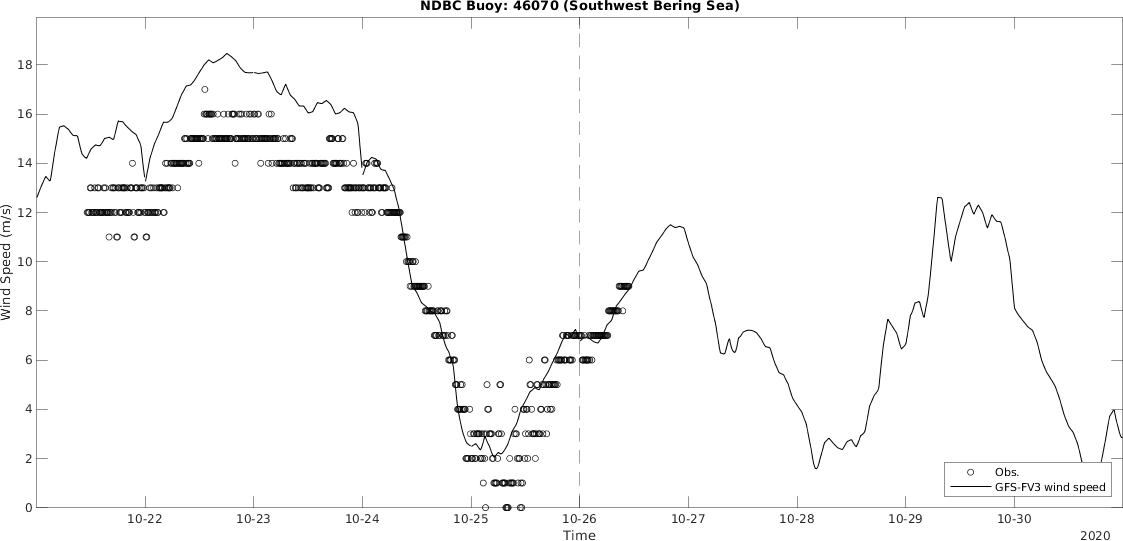 NDBC Buoy: 46070 (Southwest Bering Sea)
18
16
14
12
10
8
6
4
2
0
Wind Speed (m/s)
Obs.
GFS-FV3 wind speed
10-22 10-23 10-24 10-25 10-26 10-27 10-28 10-29 10-30
Time
2020